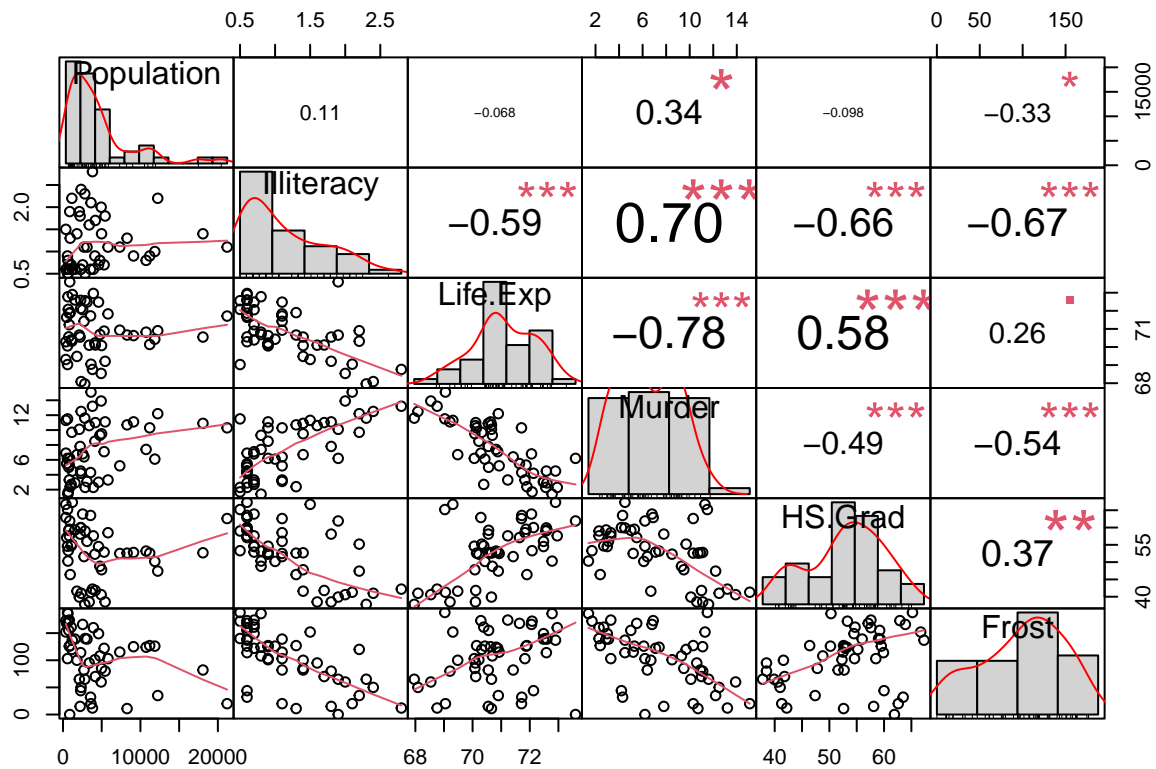 0.5 1.5 2.5 2 6 10 14 0 50 150
Population 0.11 −0.068 0.34 * −0.098 −0.33 * 0 15000
0.5 2.0 Illiteracy −0.59 *** 0.70 *** −0.66 *** −0.67 ***
Life.Exp −0.78 *** 0.58 *** 0.26 68 71
2 6 12 Murder −0.49 *** −0.54 ***
HS.Grad 0.37 ** 40 55
0 100 Frost
0 10000 20000 68 70 72 40 50 60